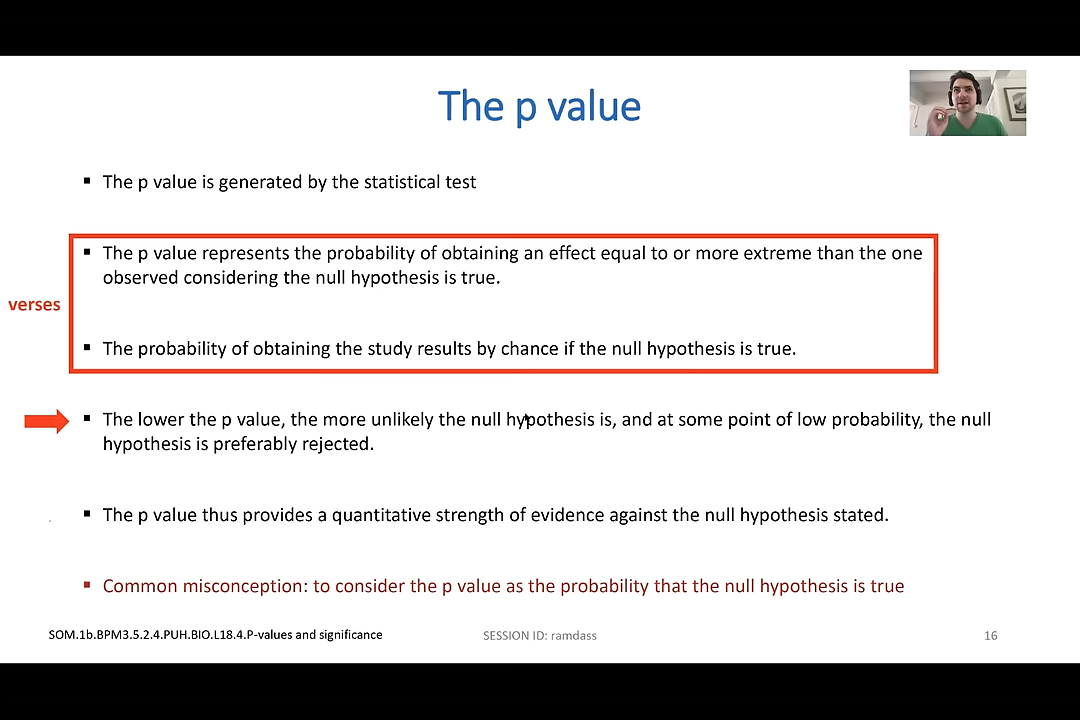 The p value
▪ The p value is generated by the statistical test
▪ The p value represents the probability of obtaining an effect equal to or more extreme than the one
observed considering the null hypothesis is true.
verses
▪ The probability of obtaining the study results by chance if the null hypothesis is true.
▪ The lower the p value, the more unlikely the null hypothesis is, and at some point of low probability, the null
hypothesis is preferably rejected.
▪ The p value thus provides a quantitative strength of evidence against the null hypothesis stated.
▪ Common misconception: to consider the p value as the probability that the null hypothesis is true
SOM.1b.BPM3.5.2.4.PUH.BIO.L18.4.P-values and significance
SESSION ID: ramdass
16